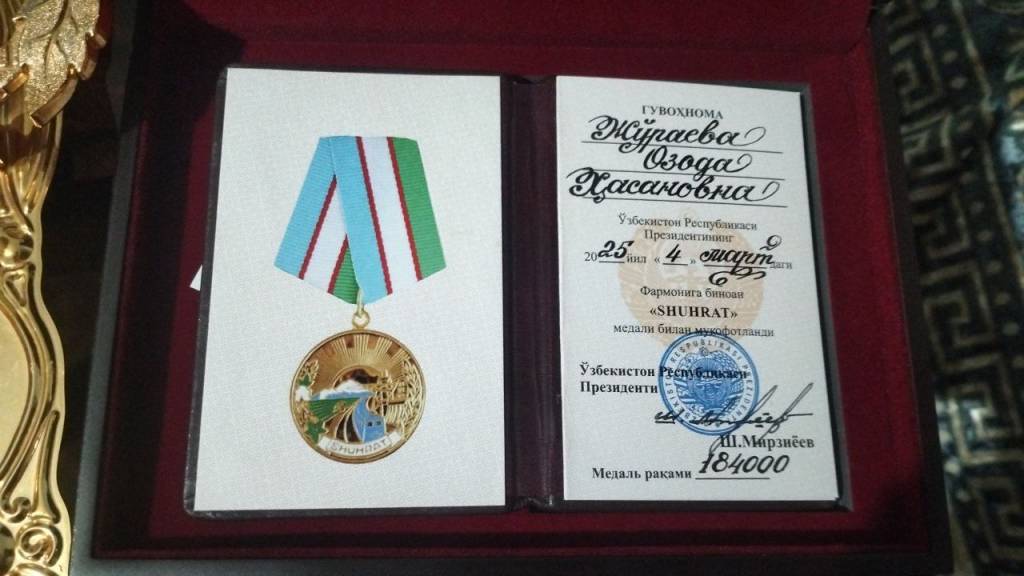 SHUHRAT
ГУВОҲНОМА
Жўраева
Озода
Ҳасановна
Ўзбекистон Республикаси
Президентининг
2025 йил «4» март даги
Фармонига биноан
«SHUHRAT»
медали билан мукофотланди
Ўзбекистон Республикаси
Президенти
Ш.Мирзиёев
Медаль рақами 184000